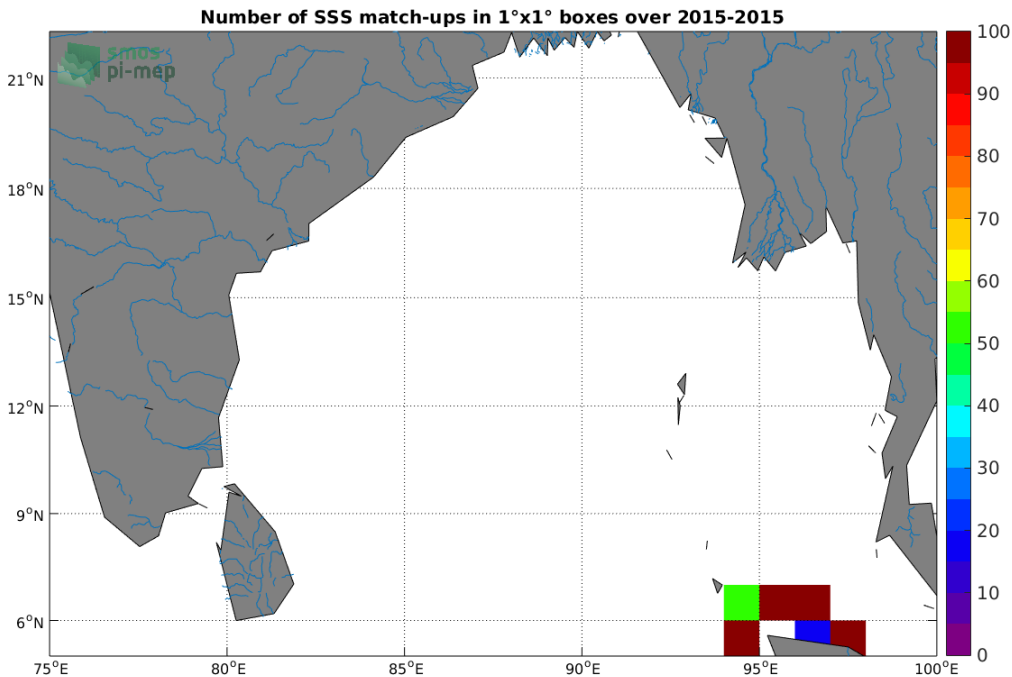 Number of SSS match-ups in 1°x1° boxes over 2015-2015
smos
pi-mep
21°N
18°N
15°N
12°N
9°N
6°N
75°E
80°E
85°E
90°E
95°E
100°E
100
90
80
70
60
50
40
30
20
10
0